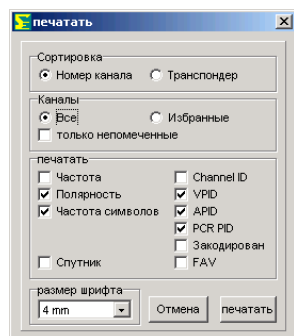 печатать
Сортировка
Номер канала Транспондер
Каналы
Все Избранные
только непомеченные
печатать
Частота Channel ID
Полярность VPID
Частота символов APID
PCR PID
Закодирован
Спутник FAV
размер шрифта
4 mm Отмена печатать